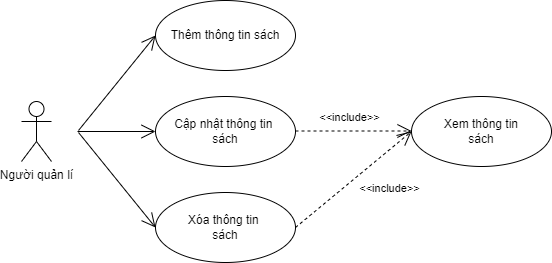 Thêm thông tin sách
Cập nhật thông tin
sách
<<include>>
Xem thông tin
sách
Người quản lí
<<include>>
Xóa thông tin
sách